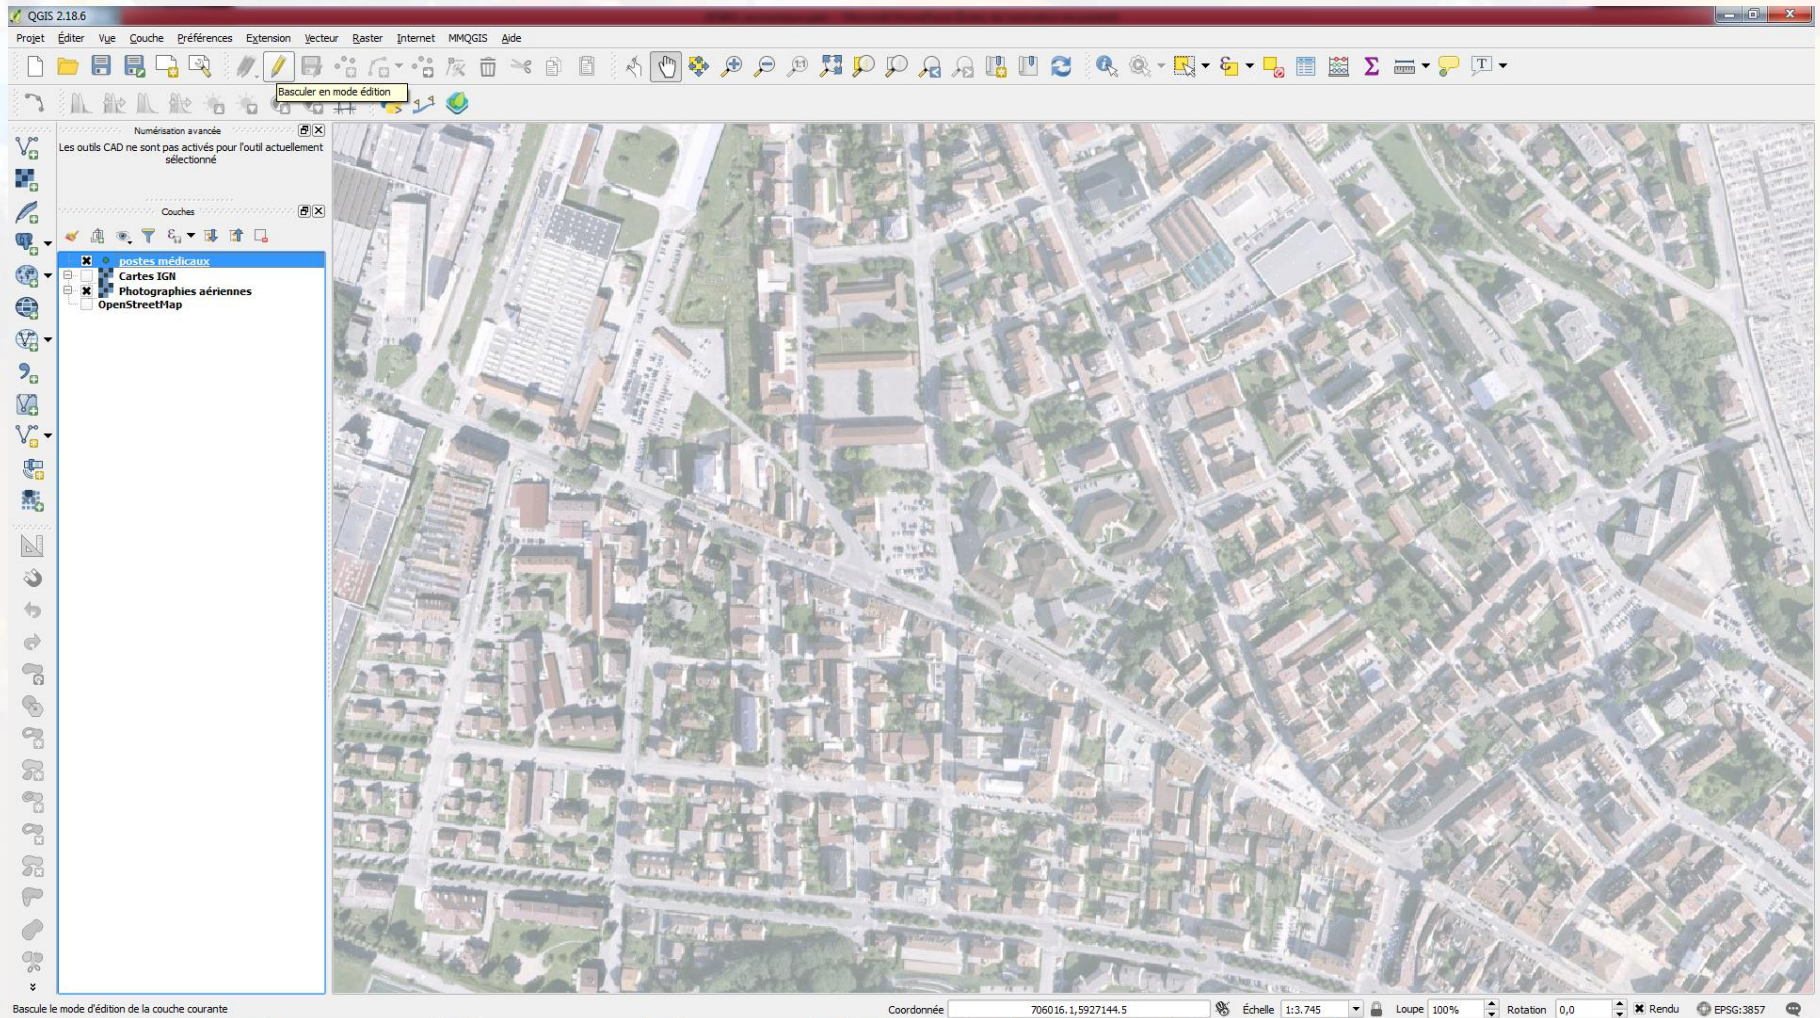 QGIS 2.18.6
Projet Éditer Vue Couche Préférences Extension Vecteur Raster Internet MMQGIS Aide
Basculer en mode édition
Numérisation avancée
Les outils CAD ne sont pas activés pour l'outil actuellement
sélectionné
Couches
postes médicaux
Cartes IGN
Photographies aériennes
OpenStreetMap
Bascule le mode d'édition de la couche courante
Coordonnée 706016.1,5927144.5 Échelle 1:3.745 Loupe 100% Rotation 0,0 Rendu EPSG:3857